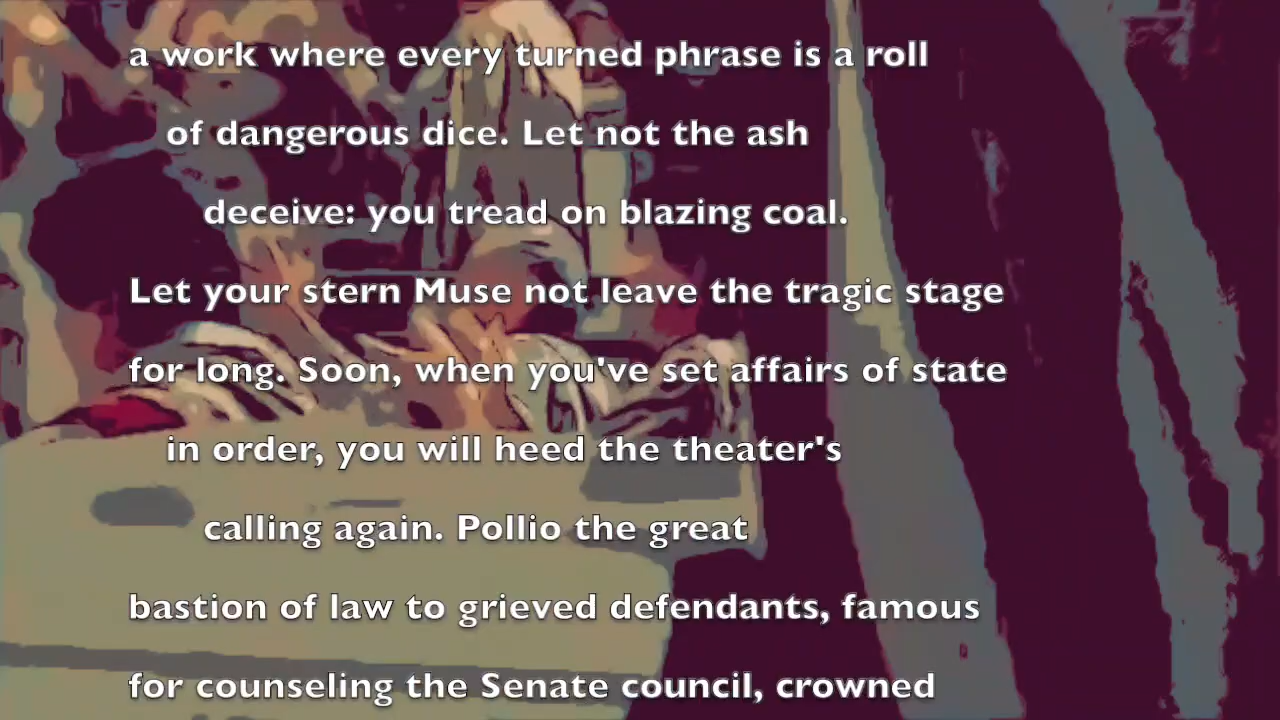 a work where every turned phrase is a roll
of dangerous dice. Let not the ash
deceive: you tread on blazing coal.
Let your stern Muse not leave the tragic stage
for long. Soon, when you've set affairs of state
in order, you will heed the theater's
calling again. Pollio the great
bastion of law to grieved defendants, famous
for counseling the Senate council, crowned